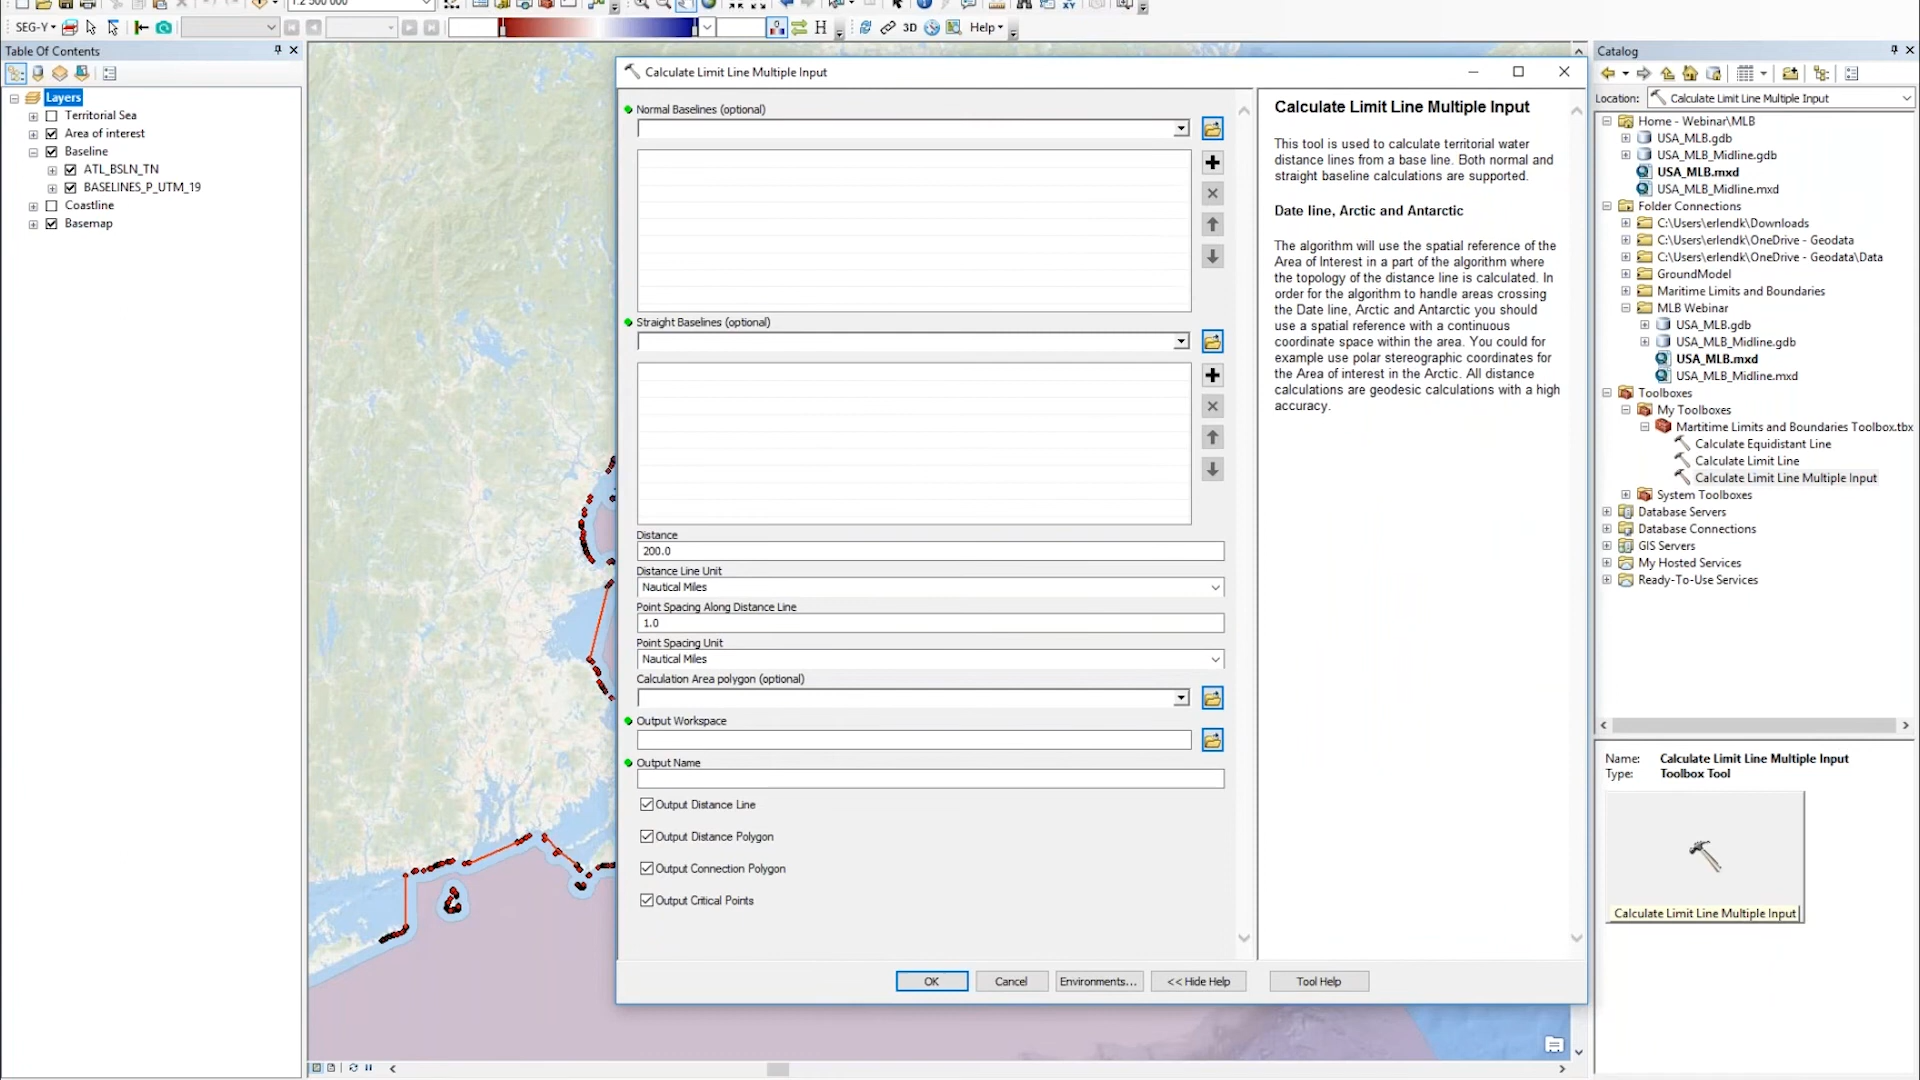 1:2 500 000
SEG-Y
3D
Help
Table Of Contents
Layers
Territorial Sea
Area of interest
Baseline
ATL_BSLN_TN
BASELINES_P_UTM_19
Coastline
Basemap
Calculate Limit Line Multiple Input
Normal Baselines (optional)
Straight Baselines (optional)
Distance
200.0
Distance Line Unit
Nautical Miles
Point Spacing Along Distance Line
1.0
Point Spacing Unit
Nautical Miles
Calculation Area polygon (optional)
Output Workspace
Output Name
Output Distance Line
Output Distance Polygon
Output Connection Polygon
Output Critical Points
OK
Cancel
Environments...
<< Hide Help
Tool Help
Calculate Limit Line Multiple Input
This tool is used to calculate territorial water
distance lines from a base line. Both normal and
straight baseline calculations are supported.
Date line, Arctic and Antarctic
The algorithm will use the spatial reference of the
Area of Interest in a part of the algorithm where
the topology of the distance line is calculated. In
order for the algorithm to handle areas crossing
the Date line, Arctic and Antarctic you should
use a spatial reference with a continuous
coordinate space within the area. You could for
example use polar stereographic coordinates for
the Area of interest in the Arctic. All distance
calculations are geodesic calculations with a high
accuracy.
Catalog
Location: Calculate Limit Line Multiple Input
Home - Webinar\MLB
USA_MLB.gdb
USA_MLB_Midline.gdb
USA_MLB.mxd
USA_MLB_Midline.mxd
Folder Connections
C:\Users\erlendk\Downloads
C:\Users\erlendk\OneDrive - Geodata
C:\Users\erlendk\OneDrive - Geodata\Data
GroundModel
Maritime Limits and Boundaries
MLB Webinar
USA_MLB.gdb
USA_MLB_Midline.gdb
USA_MLB.mxd
USA_MLB_Midline.mxd
Toolboxes
My Toolboxes
Martitime Limits and Boundaries Toolbox.tbx
Calculate Equidistant Line
Calculate Limit Line
Calculate Limit Line Multiple Input
System Toolboxes
Database Servers
Database Connections
GIS Servers
My Hosted Services
Ready-To-Use Services
Name: Calculate Limit Line Multiple Input
Type: Toolbox Tool
Calculate Limit Line Multiple Input